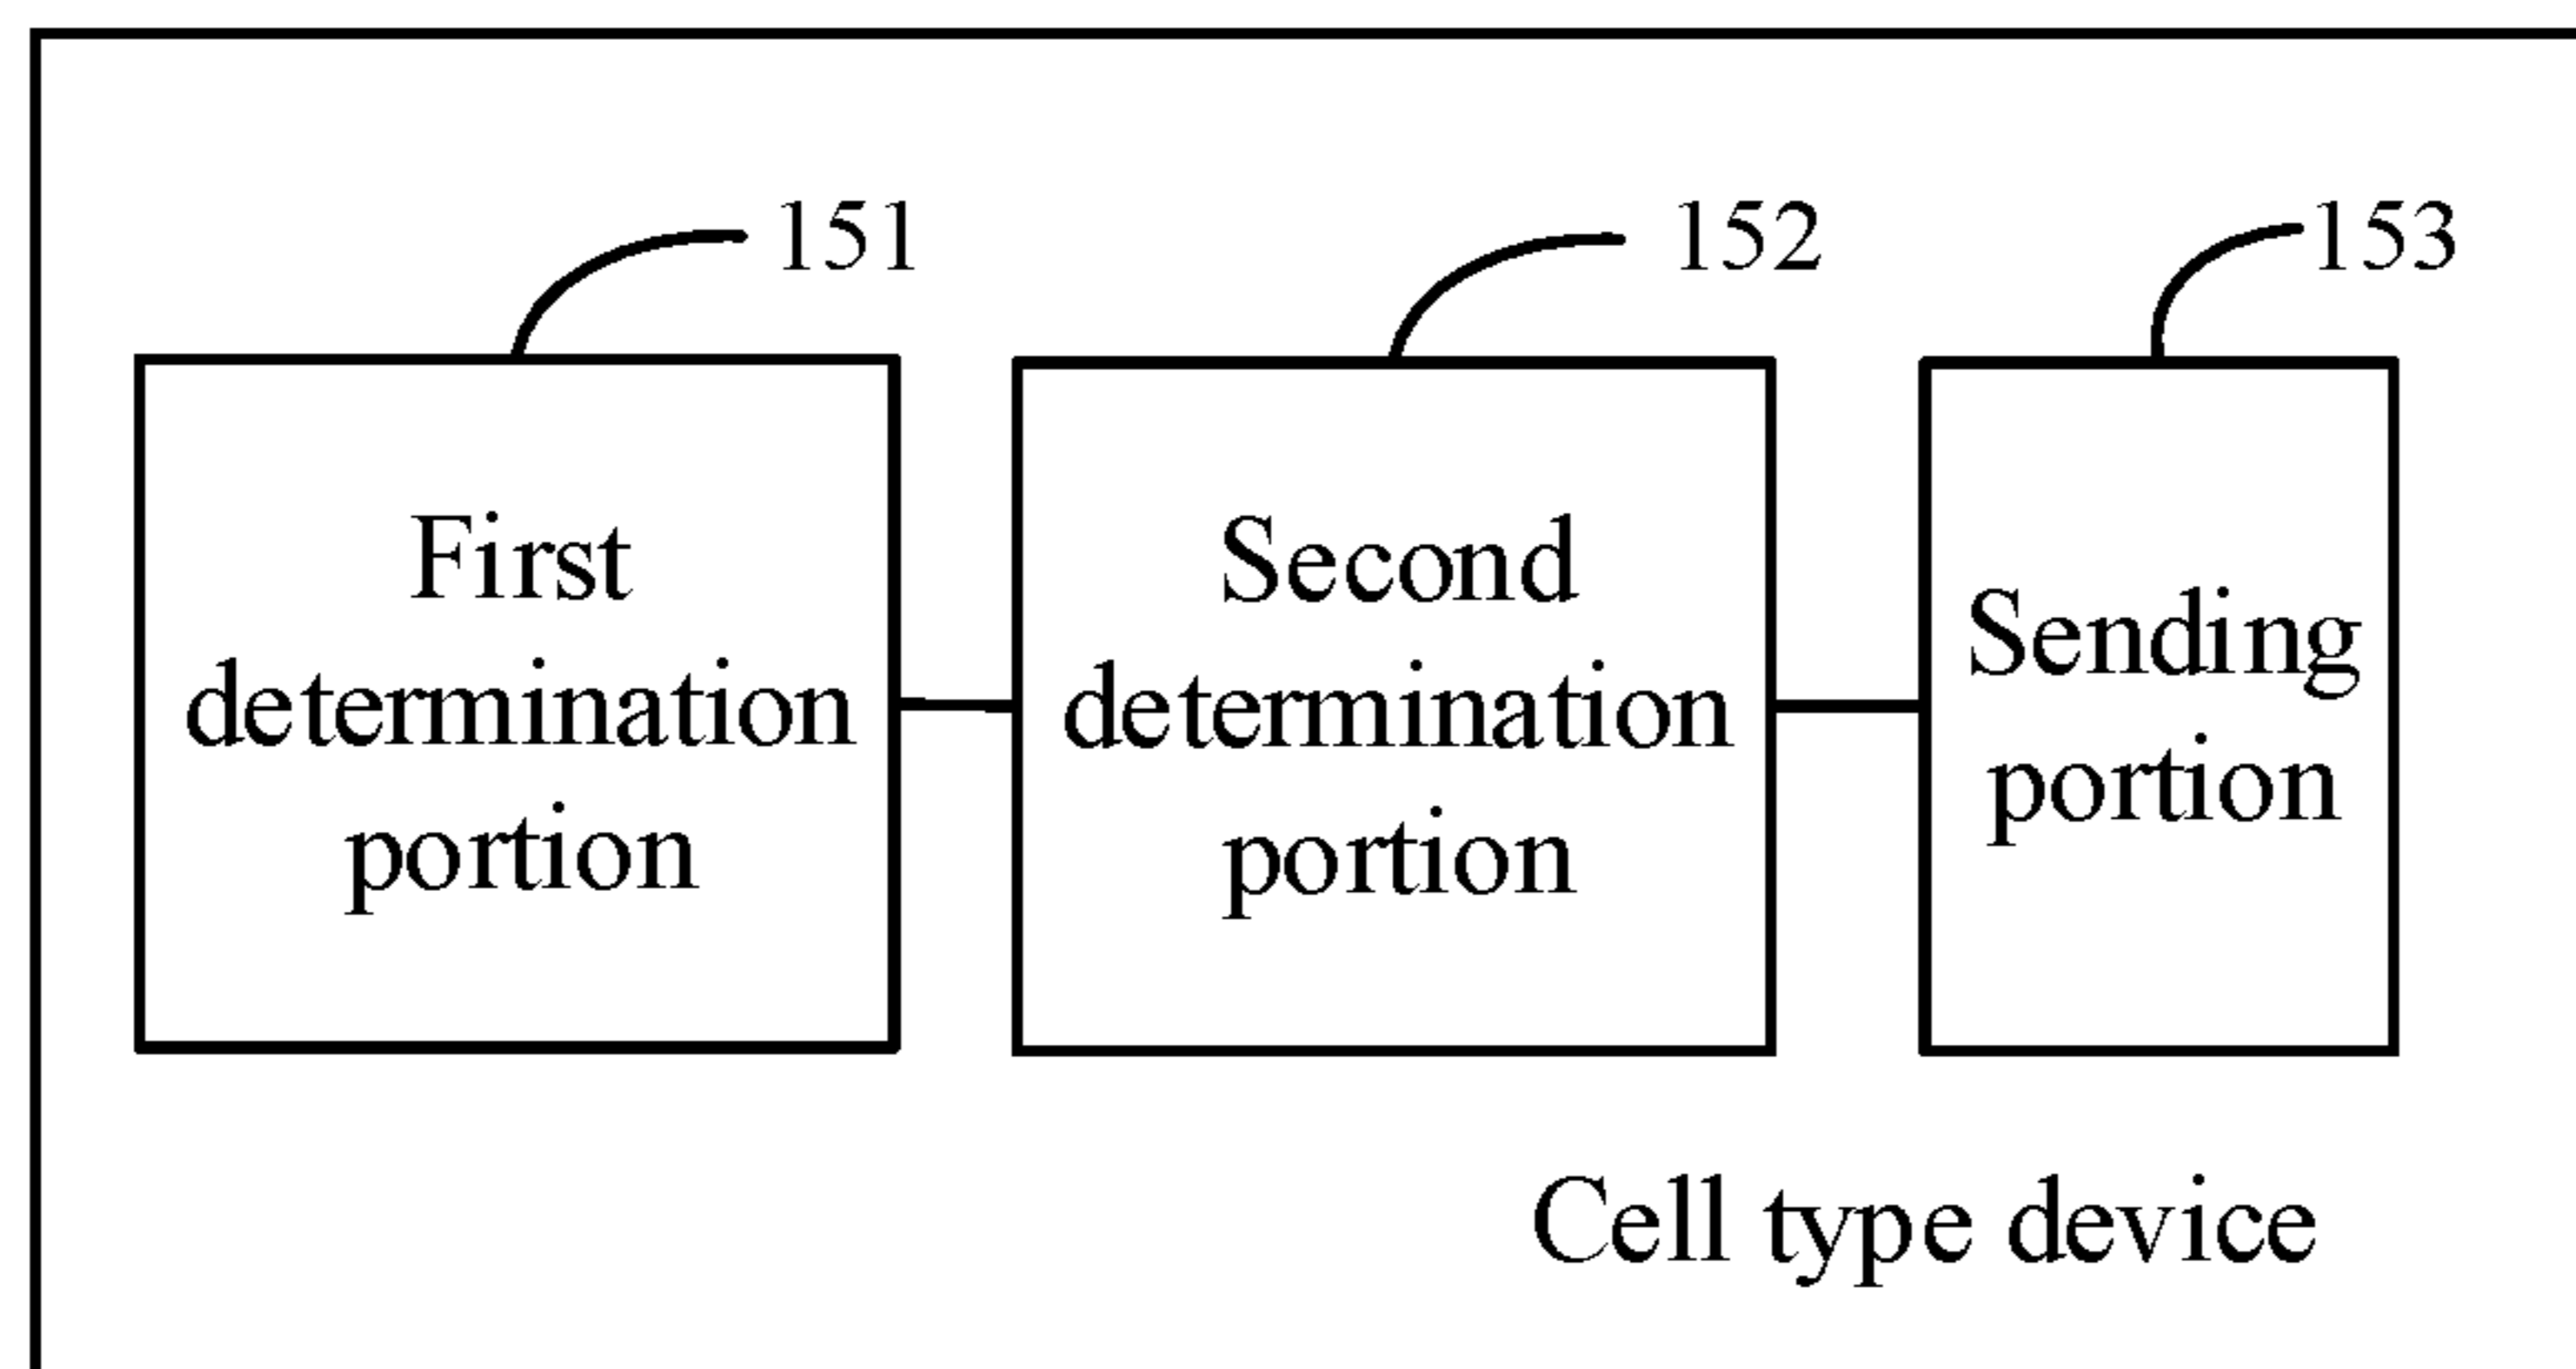 151
152
153
First
determination
portion
Second
determination
portion
Sending
portion
Cell type device